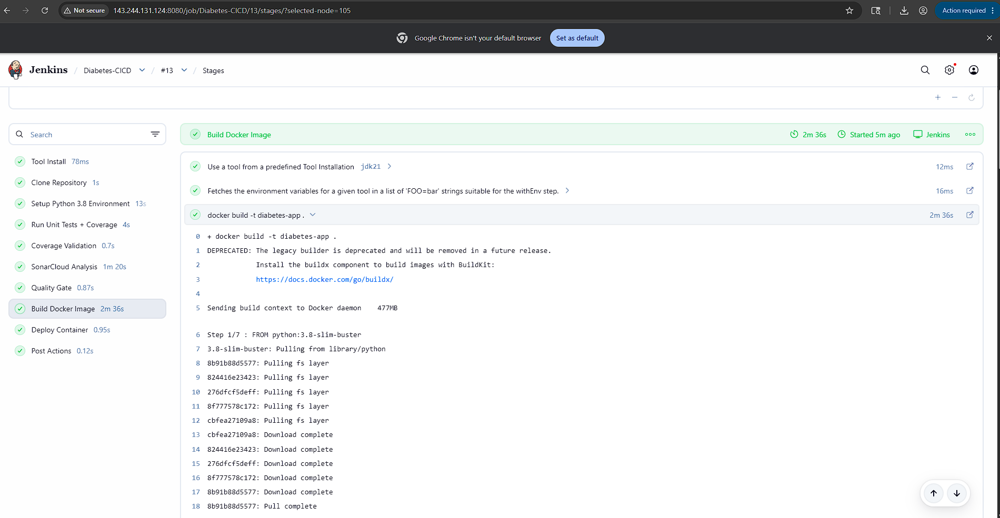 Not secure 143.244.131.124:8080/job/Diabetes-CICD/13/stages/?selected-node=105 Action required
Google Chrome isn't your default browser Set as default
Jenkins / Diabetes-CICD / #13 / Stages
Search
Tool Install 78ms
Clone Repository 1s
Setup Python 3.8 Environment 13s
Run Unit Tests + Coverage 4s
Coverage Validation 0.7s
SonarCloud Analysis 1m 20s
Quality Gate 0.87s
Build Docker Image 2m 36s
Deploy Container 0.95s
Post Actions 0.12s
Build Docker Image 2m 36s Started 5m ago Jenkins
Use a tool from a predefined Tool Installation jdk21 12ms
Fetches the environment variables for a given tool in a list of 'FOO=bar' strings suitable for the withEnv step. 16ms
docker build -t diabetes-app . 2m 36s
0 + docker build -t diabetes-app .
1 DEPRECATED: The legacy builder is deprecated and will be removed in a future release.
2 Install the buildx component to build images with BuildKit:
3 https://docs.docker.com/go/buildx/
4
5 Sending build context to Docker daemon 477MB
6 Step 1/7 : FROM python:3.8-slim-buster
7 3.8-slim-buster: Pulling from library/python
8 8b91b88d5577: Pulling fs layer
9 824416e23423: Pulling fs layer
10 276dfcf5deff: Pulling fs layer
11 8f777578c172: Pulling fs layer
12 cbfea27109a8: Pulling fs layer
13 cbfea27109a8: Download complete
14 824416e23423: Download complete
15 276dfcf5deff: Download complete
16 8f777578c172: Download complete
17 8b91b88d5577: Download complete
18 8b91b88d5577: Pull complete